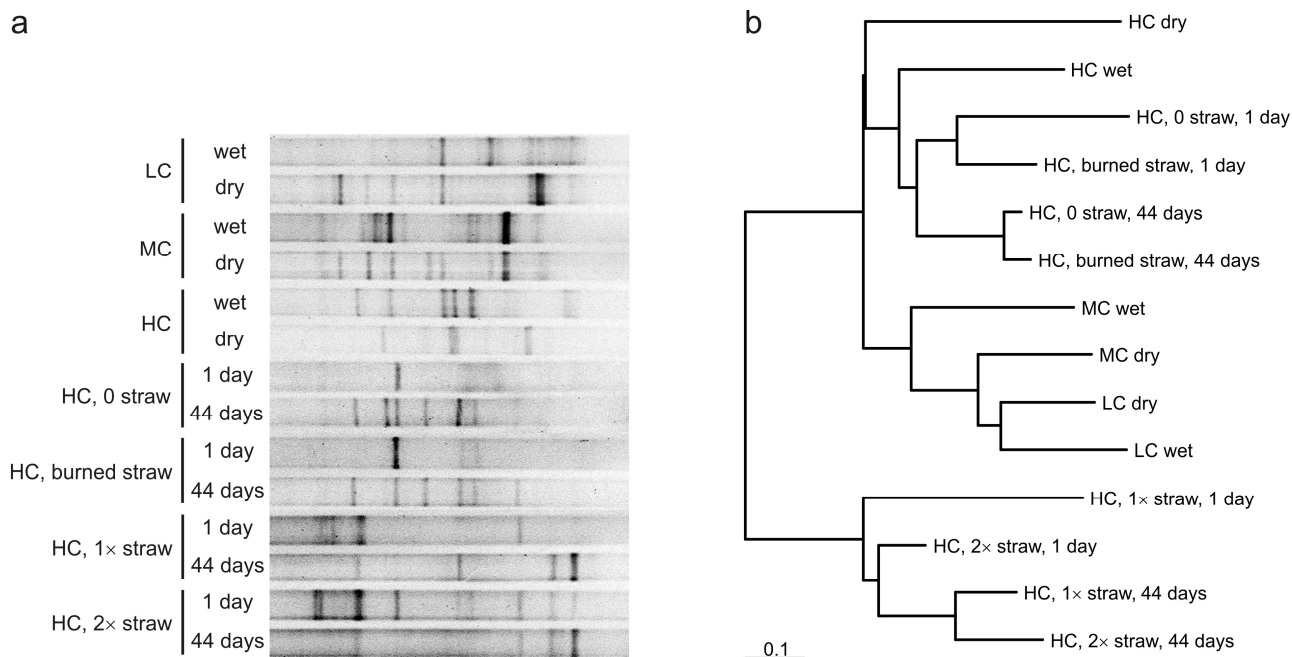 a
LC
wet
dry
MC
wet
dry
HC
wet
dry
HC, 0 straw
1 day
44 days
HC, burned straw
1 day
44 days
HC, 1× straw
1 day
44 days
HC, 2× straw
1 day
44 days
b
HC dry
HC wet
HC, 0 straw, 1 day
HC, burned straw, 1 day
HC, 0 straw, 44 days
HC, burned straw, 44 days
MC wet
MC dry
LC dry
LC wet
HC, 1× straw, 1 day
HC, 2× straw, 1 day
HC, 1× straw, 44 days
HC, 2× straw, 44 days
0.1